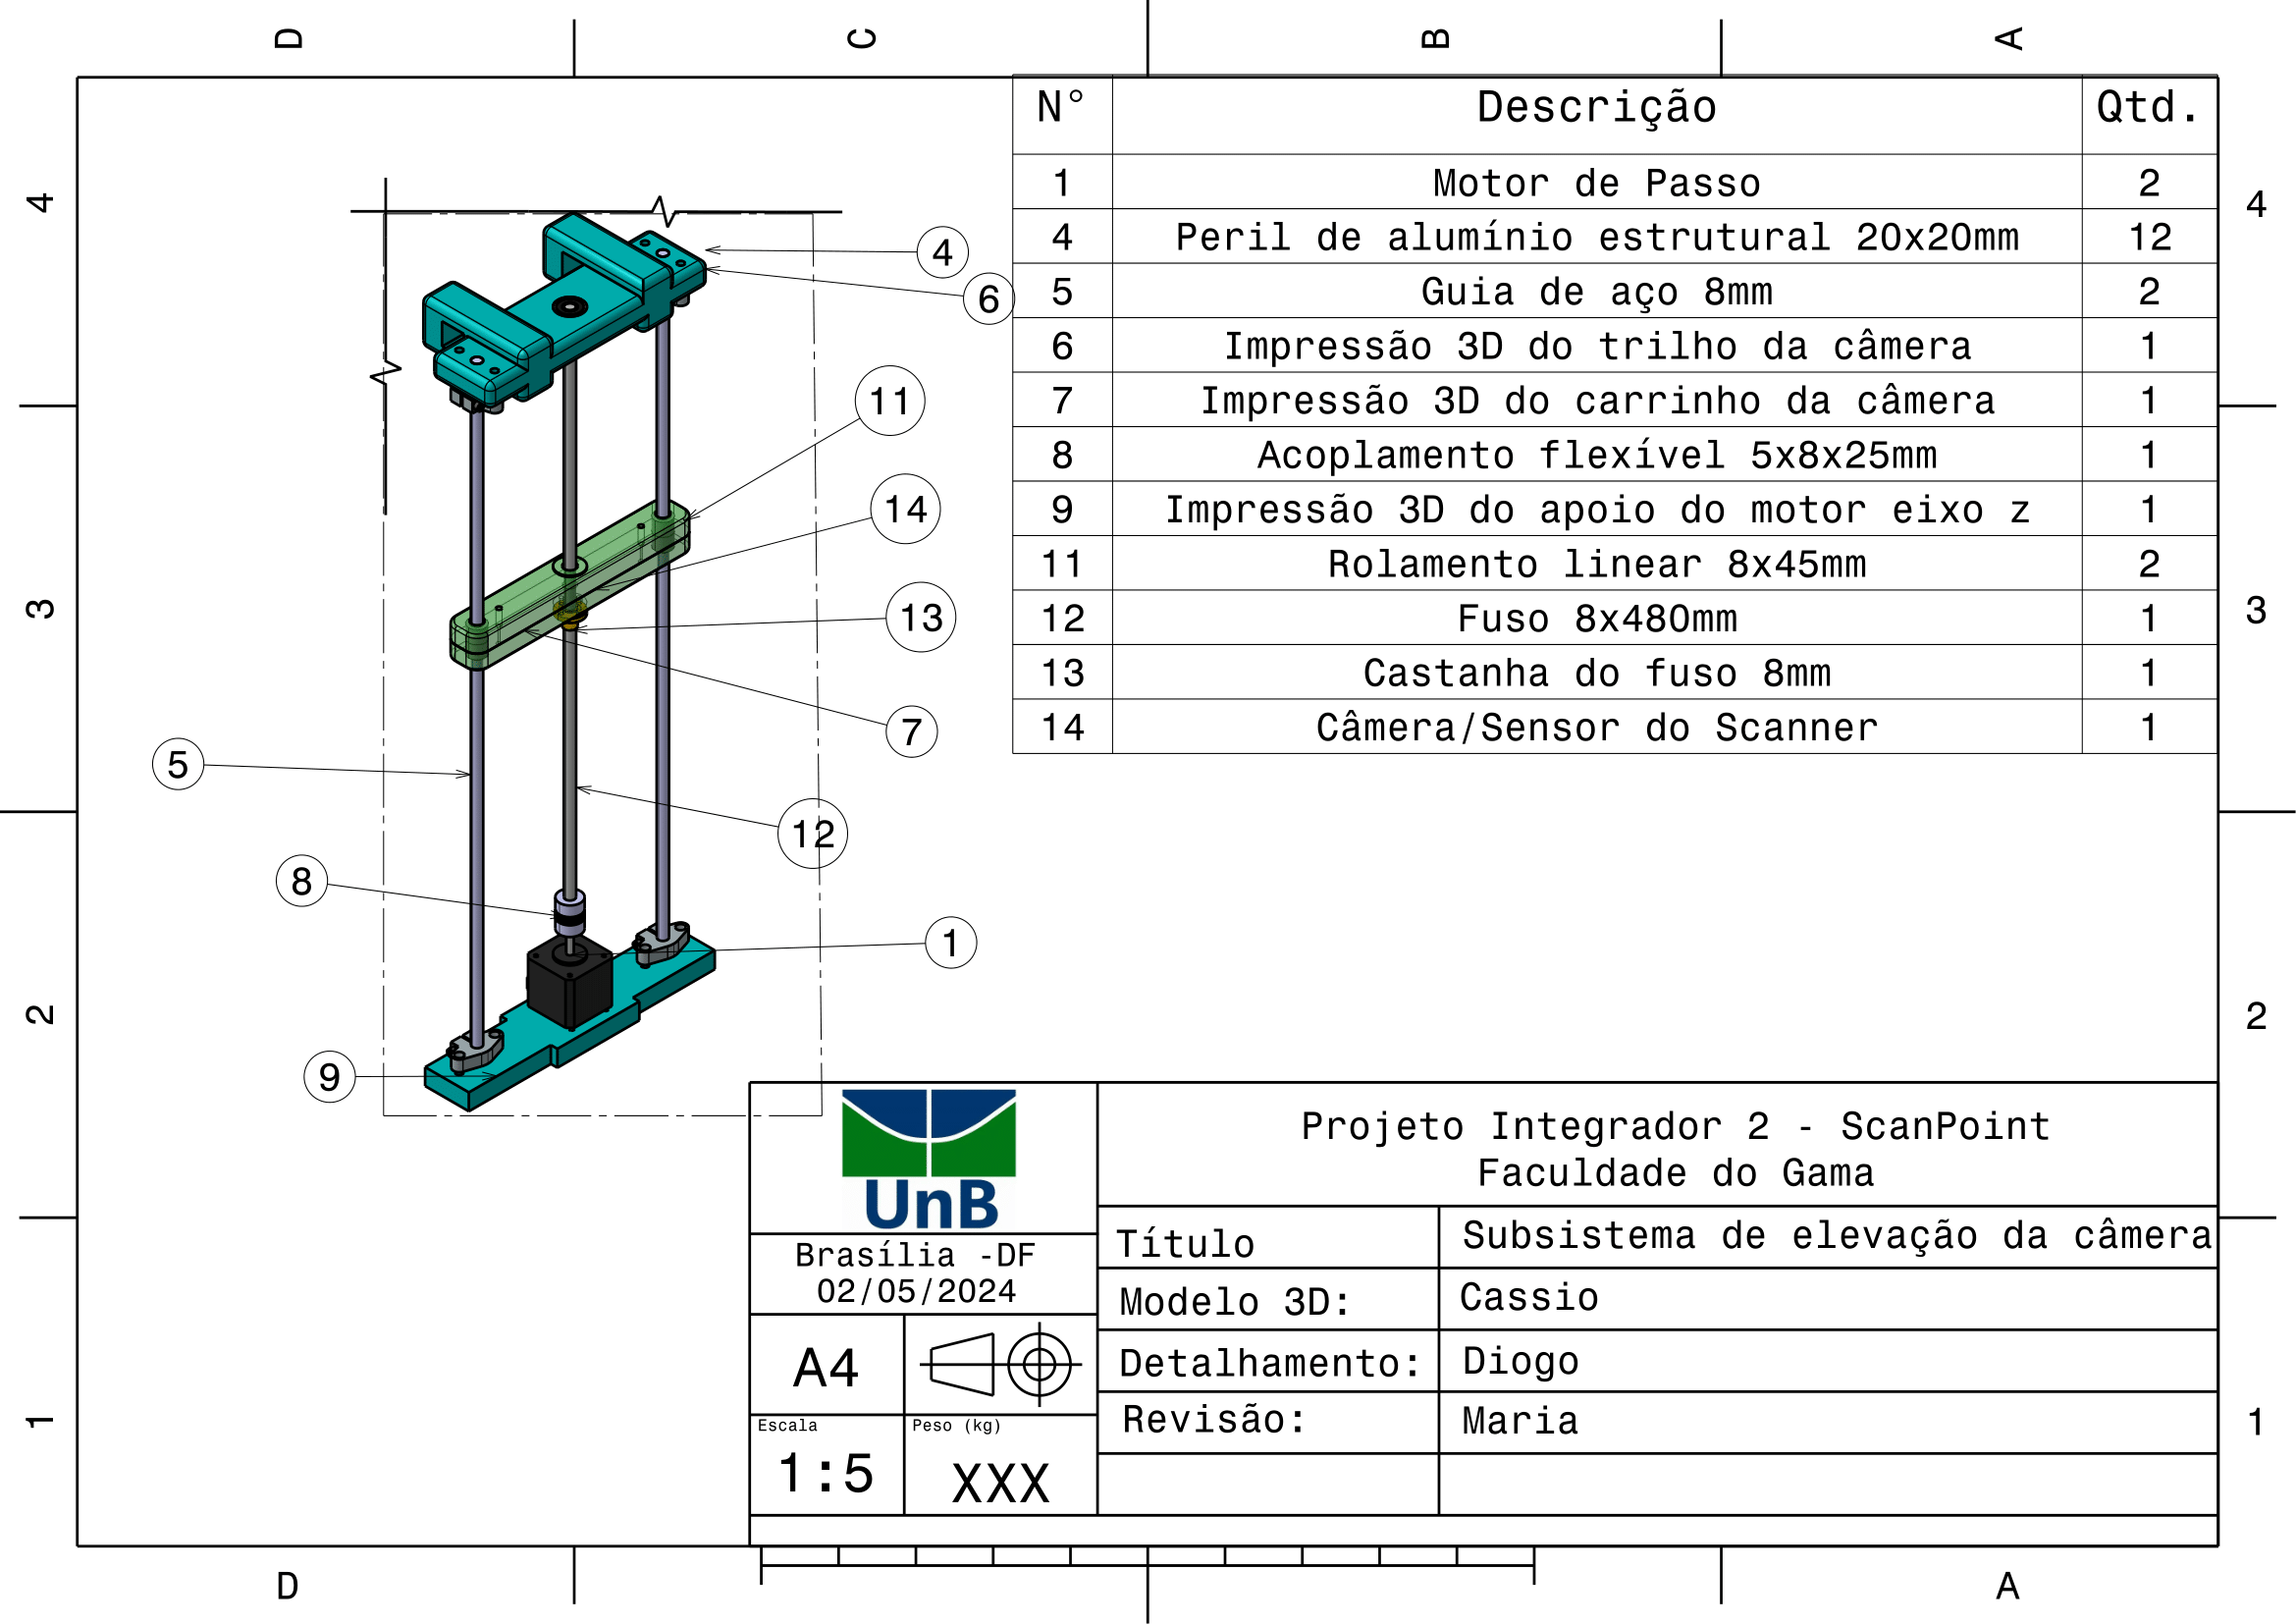 D C B A
4 4
3 3
2 2
1 1
D A
N° Descrição Qtd.
1 Motor de Passo 2
4 Peril de alumínio estrutural 20x20mm 12
5 Guia de aço 8mm 2
6 Impressão 3D do trilho da câmera 1
7 Impressão 3D do carrinho da câmera 1
8 Acoplamento flexível 5x8x25mm 1
9 Impressão 3D do apoio do motor eixo z 1
11 Rolamento linear 8x45mm 2
12 Fuso 8x480mm 1
13 Castanha do fuso 8mm 1
14 Câmera/Sensor do Scanner 1
4
6
11
14
13
7
5
12
8
1
9
UnB
Brasília -DF
02/05/2024
A4
Escala
1:5
Peso (kg)
XXX
Projeto Integrador 2 - ScanPoint
Faculdade do Gama
Título Subsistema de elevação da câmera
Modelo 3D: Cassio
Detalhamento: Diogo
Revisão: Maria